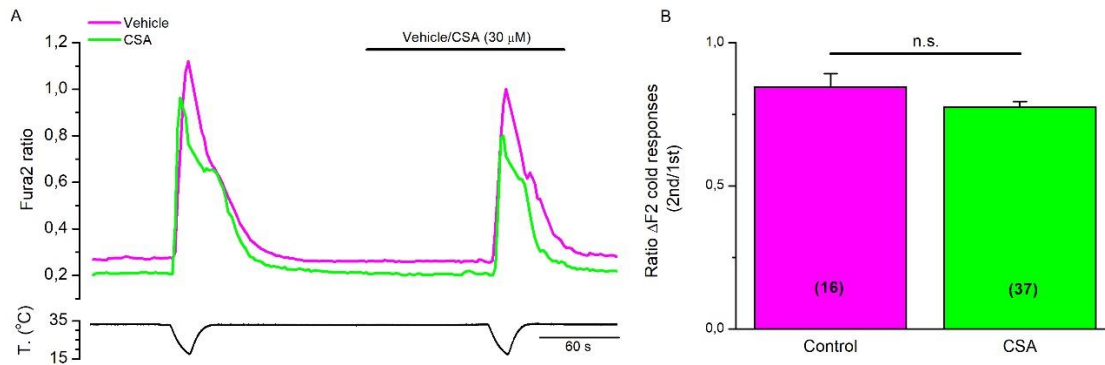 A
Vehicle
CSA
Vehicle/CSA (30 μM)
1,2
1,0
0,8
0,6
0,4
0,2
Fura2 ratio
35
15
T. (°C)
60 s
B
n.s.
1,0
0,5
0,0
Ratio ΔF2 cold responses
(2nd/1st)
(16)
(37)
Control
CSA